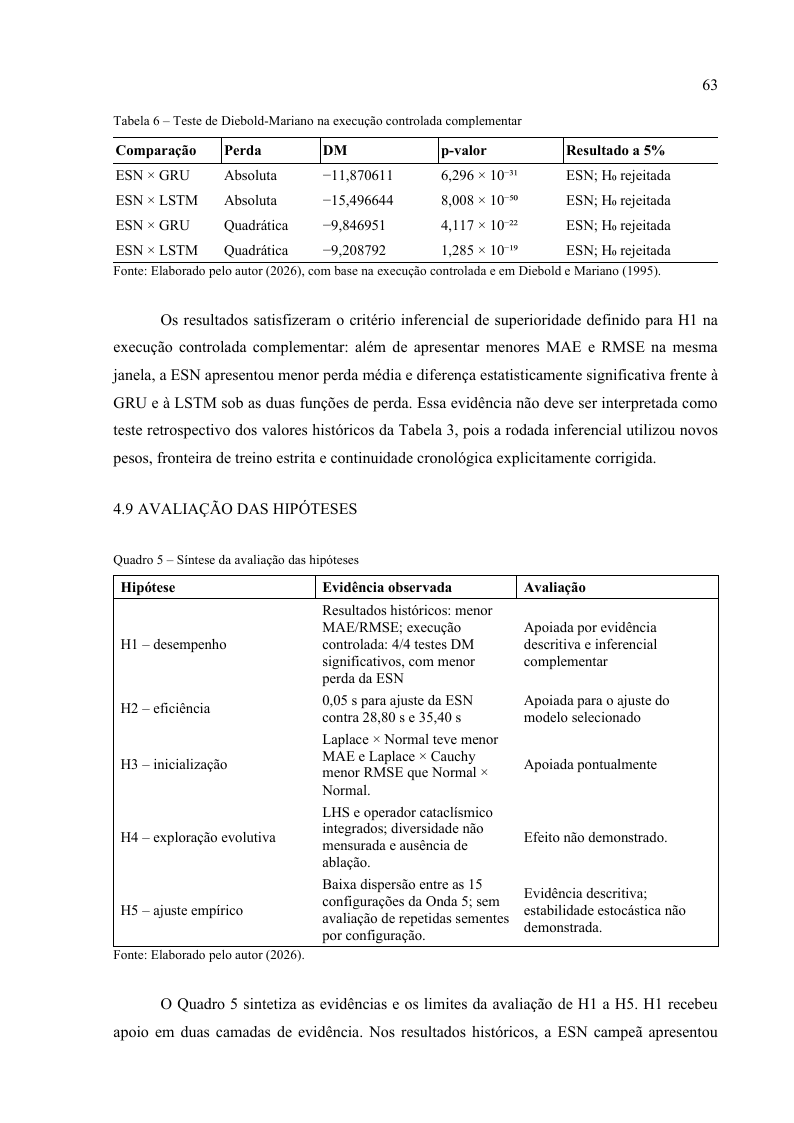 63
Tabela 6 – Teste de Diebold-Mariano na execução controlada complementar
Comparação Perda DM p-valor Resultado a 5%
ESN × GRU Absoluta −11,870611 6,296 × 10⁻³¹ ESN; H₀ rejeitada
ESN × LSTM Absoluta −15,496644 8,008 × 10⁻⁵⁰ ESN; H₀ rejeitada
ESN × GRU Quadrática −9,846951 4,117 × 10⁻²² ESN; H₀ rejeitada
ESN × LSTM Quadrática −9,208792 1,285 × 10⁻¹⁹ ESN; H₀ rejeitada
Fonte: Elaborado pelo autor (2026), com base na execução controlada e em Diebold e Mariano (1995).
Os resultados satisfizeram o critério inferencial de superioridade definido para H1 na
execução controlada complementar: além de apresentar menores MAE e RMSE na mesma
janela, a ESN apresentou menor perda média e diferença estatisticamente significativa frente à
GRU e à LSTM sob as duas funções de perda. Essa evidência não deve ser interpretada como
teste retrospectivo dos valores históricos da Tabela 3, pois a rodada inferencial utilizou novos
pesos, fronteira de treino estrita e continuidade cronológica explicitamente corrigida.
4.9 AVALIAÇÃO DAS HIPÓTESES
Quadro 5 – Síntese da avaliação das hipóteses
Hipótese Evidência observada Avaliação
H1 – desempenho
Resultados históricos: menor
MAE/RMSE; execução
controlada: 4/4 testes DM
significativos, com menor
perda da ESN
Apoiada por evidência
descritiva e inferencial
complementar
H2 – eficiência
0,05 s para ajuste da ESN
contra 28,80 s e 35,40 s
Apoiada para o ajuste do
modelo selecionado
H3 – inicialização
Laplace × Normal teve menor
MAE e Laplace × Cauchy
menor RMSE que Normal ×
Normal.
Apoiada pontualmente
H4 – exploração evolutiva
LHS e operador cataclísmico
integrados; diversidade não
mensurada e ausência de
ablação.
Efeito não demonstrado.
H5 – ajuste empírico
Baixa dispersão entre as 15
configurações da Onda 5; sem
avaliação de repetidas sementes
por configuração.
Evidência descritiva;
estabilidade estocástica não
demonstrada.
Fonte: Elaborado pelo autor (2026).
O Quadro 5 sintetiza as evidências e os limites da avaliação de H1 a H5. H1 recebeu
apoio em duas camadas de evidência. Nos resultados históricos, a ESN campeã apresentou